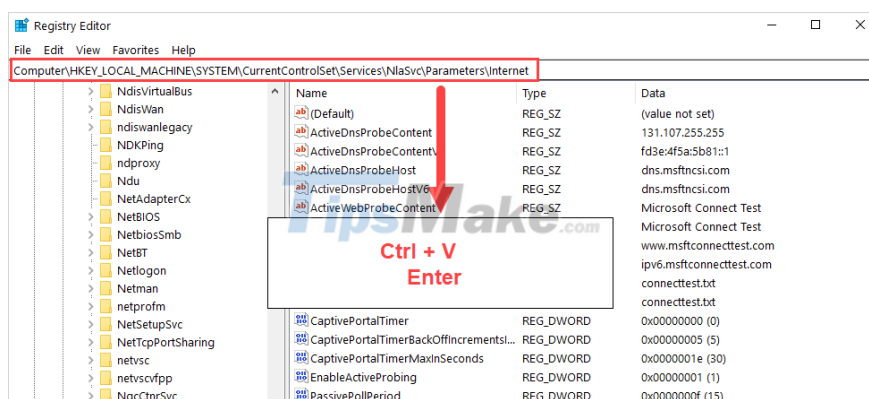 Registry Editor
File Edit View Favorites Help
Computer\HKEY_LOCAL_MACHINE\SYSTEM\CurrentControlSet\Services\NlaSvc\Parameters\Internet
NdisVirtualBus
NdisWan
ndiswanlegacy
NDKPing
ndproxy
Ndu
NetAdapterCx
NetBIOS
NetbiosSmb
NetBT
Netlogon
Netman
netprofm
NetSetupSvc
NetTcpPortSharing
netvsc
netvscvfpp
NgcCtnrSvc
Name Type Data
(Default) REG_SZ (value not set)
ActiveDnsProbeContent REG_SZ 131.107.255.255
ActiveDnsProbeContentV REG_SZ fd3e:4f5a:5b81::1
ActiveDnsProbeHost REG_SZ dns.msftncsi.com
ActiveDnsProbeHostV6 REG_SZ dns.msftncsi.com
ActiveWebProbeContent REG_SZ Microsoft Connect Test
Microsoft Connect Test
www.msftconnecttest.com
ipv6.msftconnecttest.com
connecttest.txt
connecttest.txt
CaptivePortalTimer REG_DWORD 0x00000000 (0)
CaptivePortalTimerBackOffIncrementsI... REG_DWORD 0x00000005 (5)
CaptivePortalTimerMaxInSeconds REG_DWORD 0x0000001e (30)
EnableActiveProbing REG_DWORD 0x00000001 (1)
PassivePollPeriod REG_DWORD 0x0000000f (15)
TipsMake.com
Ctrl + V
Enter